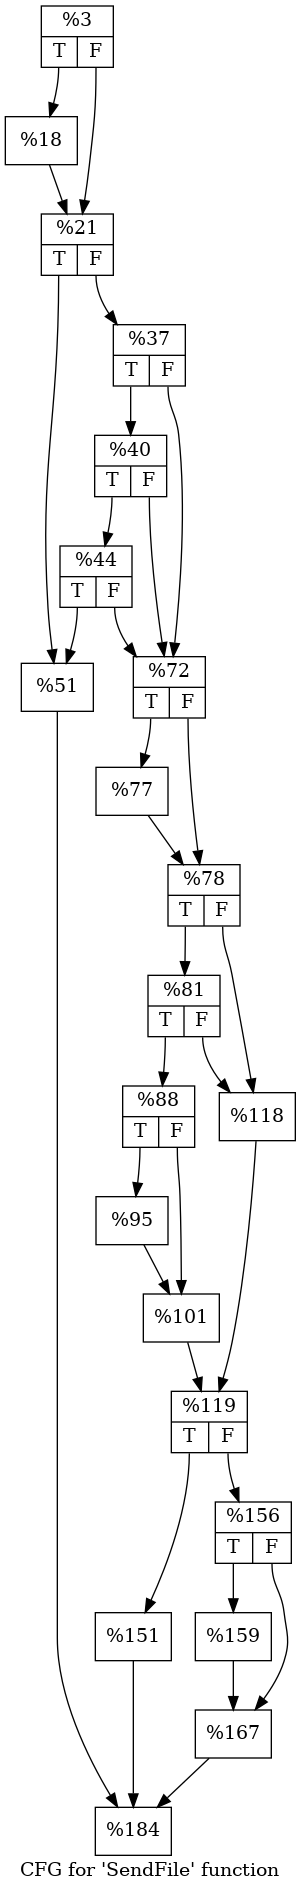 %3
T F
%18
%21
T F
%37
T F
%40
T F
%44
T F
%51
%72
T F
%77
%78
T F
%81
T F
%88
T F
%118
%95
%101
%119
T F
%156
T F
%151
%159
%167
%184
CFG for 'SendFile' function